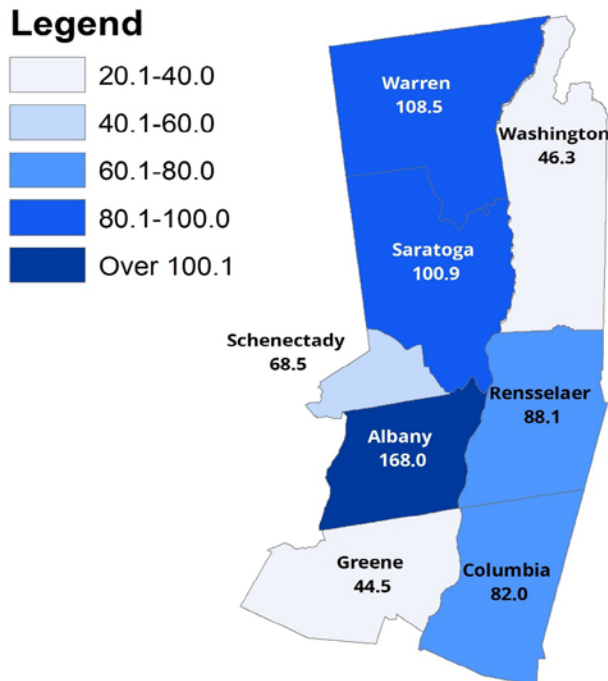 Legend
20.1-40.0
40.1-60.0
60.1-80.0
80.1-100.0
Over 100.1
Warren
108.5
Washington
46.3
Saratoga
100.9
Schenectady
68.5
Rensselaer
88.1
Albany
168.0
Greene
44.5
Columbia
82.0